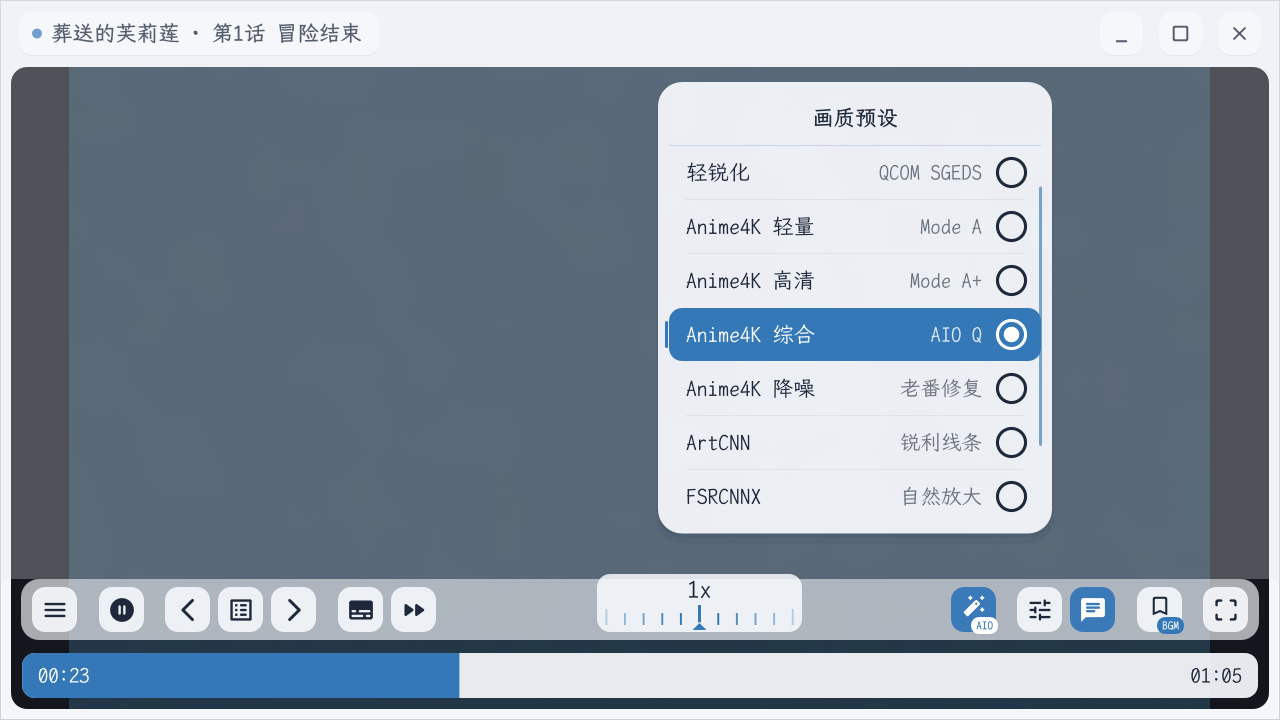 葬送的芙莉莲 · 第1话 冒险结束
画质预设
轻锐化 QCOM SGEDS
Anime4K 轻量 Mode A
Anime4K 高清 Mode A+
Anime4K 综合 AIO Q
Anime4K 降噪 老番修复
ArtCNN 锐利线条
FSRCNNX 自然放大
1x
AIO
BGM
00:23
01:05